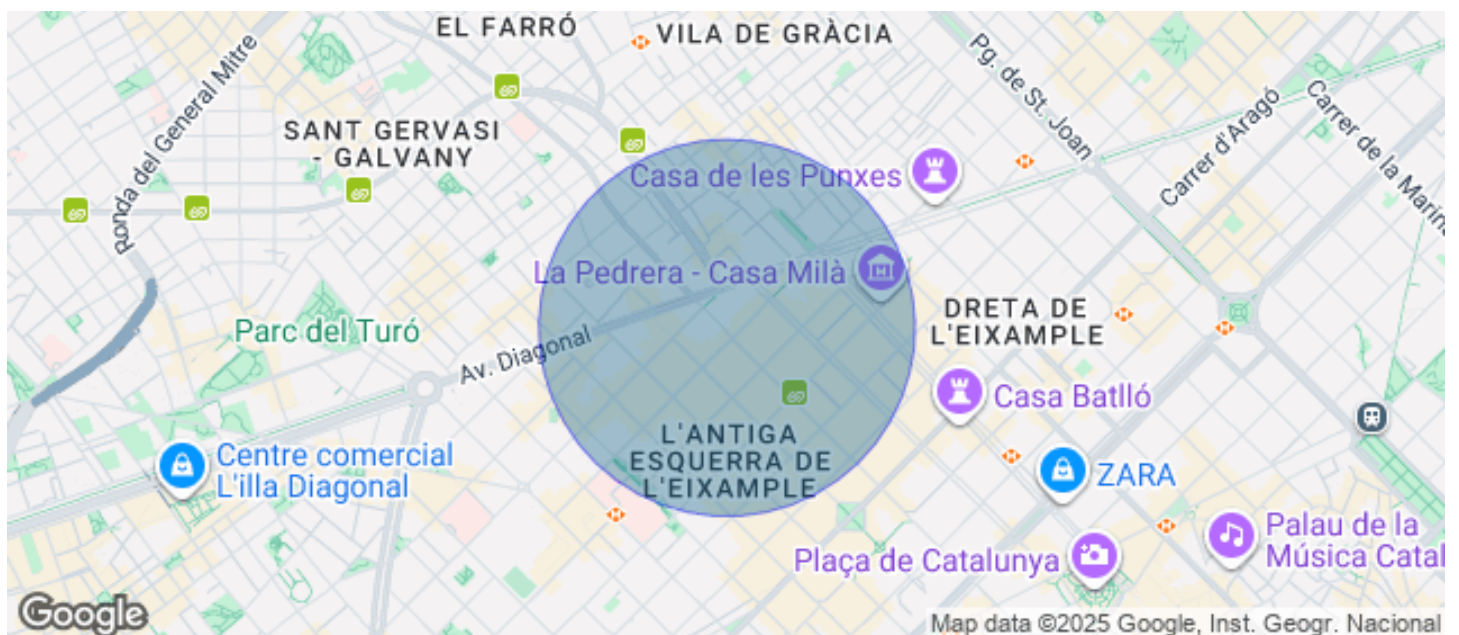 EL FARRÓ
VILA DE GRÀCIA
Ronda del General Mitre
Pg. de St. Joan
Carrer d'Aragó
Carrer de la Marina
SANT GERVASI
- GALVANY
Casa de les Punxes
La Pedrera - Casa Milà
Parc del Turó
Av. Diagonal
DRETA DE
L'EIXAMPLE
Casa Batlló
L'ANTIGA
ESQUERRA DE
L'EIXAMPLE
Centre comercial
L'illa Diagonal
ZARA
Plaça de Catalunya
Palau de la
Música Catal
Google
Map data ©2025 Google, Inst. Geogr. Nacional